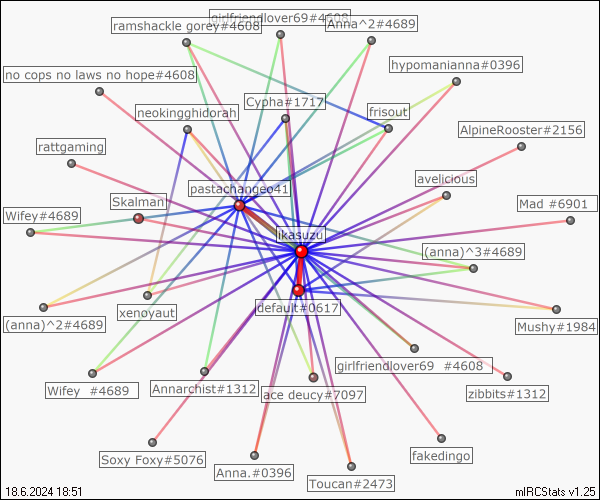 girlfriendlover69#4608
ramshackle gorey#4608
Anna^2#4689
hypomanianna#0396
no cops no laws no hope#4608
Cypha#1717
neokingghidorah
frisout
AlpineRooster#2156
rattgaming
avelicious
pastachangeo41
Skalman
Mad #6901
Wifey#4689
ikasuzu
(anna)^3#4689
default#0617
xenoyaut
(anna)^2#4689
Mushy#1984
girlfriendlover69 #4608
Wifey #4689
Annarchist#1312
ace deucy#7097
zibbits#1312
fakedingo
Soxy Foxy#5076
Anna.#0396
Toucan#2473
18.6.2024 18:51
mIRCStats v1.25